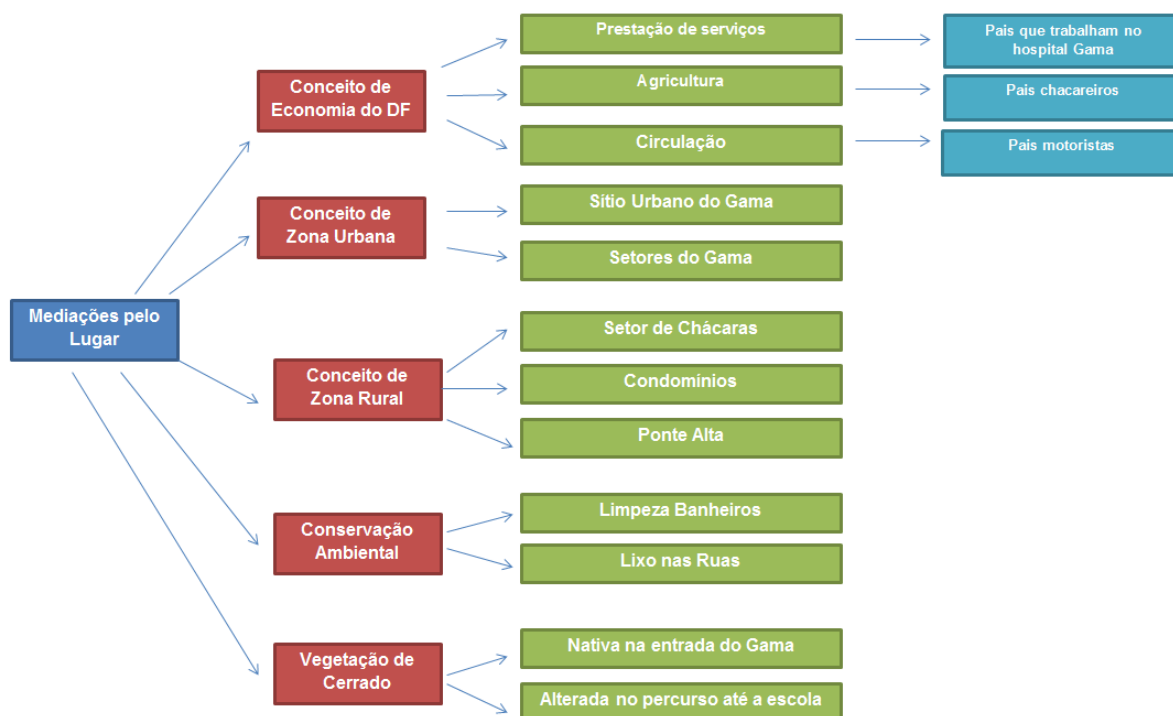 Mediações pelo
Lugar
Conceito de
Economia do DF
Prestação de serviços
Pais que trabalham no
hospital Gama
Agricultura
Pais chacareiros
Circulação
Pais motoristas
Conceito de
Zona Urbana
Sítio Urbano do Gama
Setores do Gama
Conceito de
Zona Rural
Setor de Chácaras
Condomínios
Ponte Alta
Conservação
Ambiental
Limpeza Banheiros
Lixo nas Ruas
Vegetação de
Cerrado
Nativa na entrada do Gama
Alterada no percurso até a escola